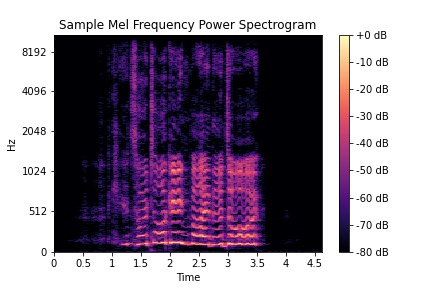 Sample Mel Frequency Power Spectrogram
8192
4096
2048
1024
512
0
Hz
0 0.5 1 1.5 2 2.5 3 3.5 4 4.5
Time
+0 dB
-10 dB
-20 dB
-30 dB
-40 dB
-50 dB
-60 dB
-70 dB
-80 dB